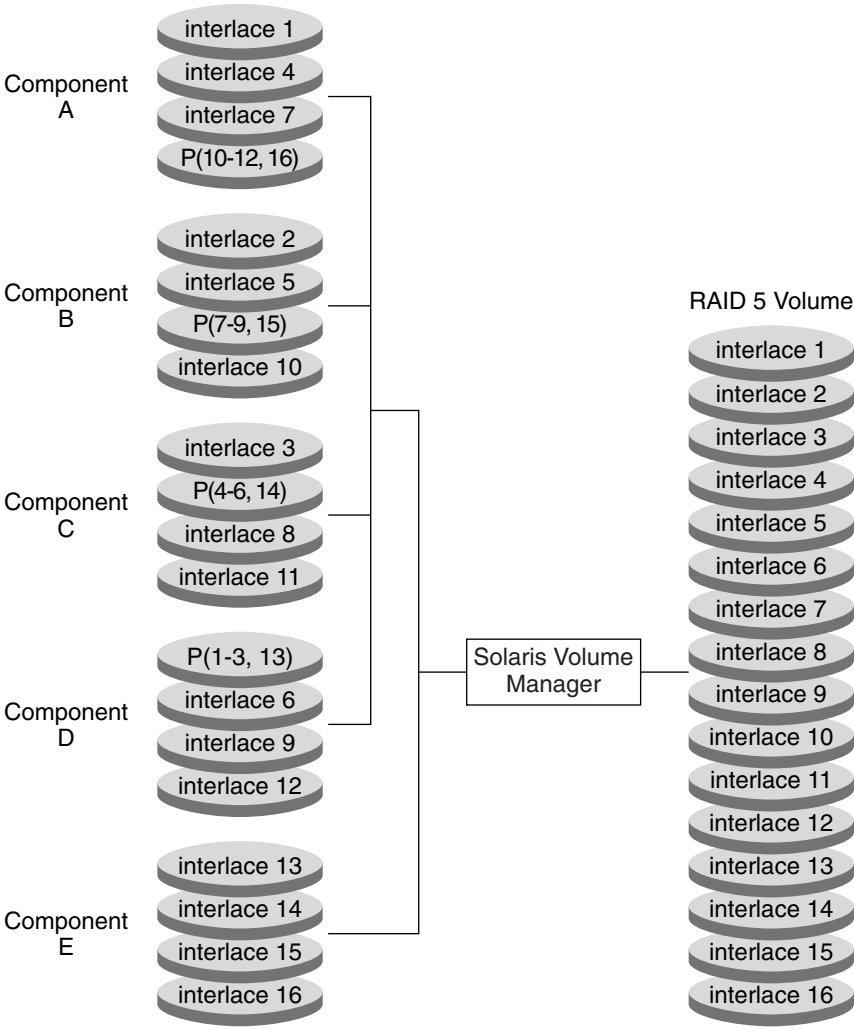 Component
A
interlace 1
interlace 4
interlace 7
P(10-12, 16)
Component
B
interlace 2
interlace 5
P(7-9, 15)
interlace 10
Component
C
interlace 3
P(4-6, 14)
interlace 8
interlace 11
Component
D
P(1-3, 13)
interlace 6
interlace 9
interlace 12
Component
E
interlace 13
interlace 14
interlace 15
interlace 16
Solaris Volume
Manager
RAID 5 Volume
interlace 1
interlace 2
interlace 3
interlace 4
interlace 5
interlace 6
interlace 7
interlace 8
interlace 9
interlace 10
interlace 11
interlace 12
interlace 13
interlace 14
interlace 15
interlace 16